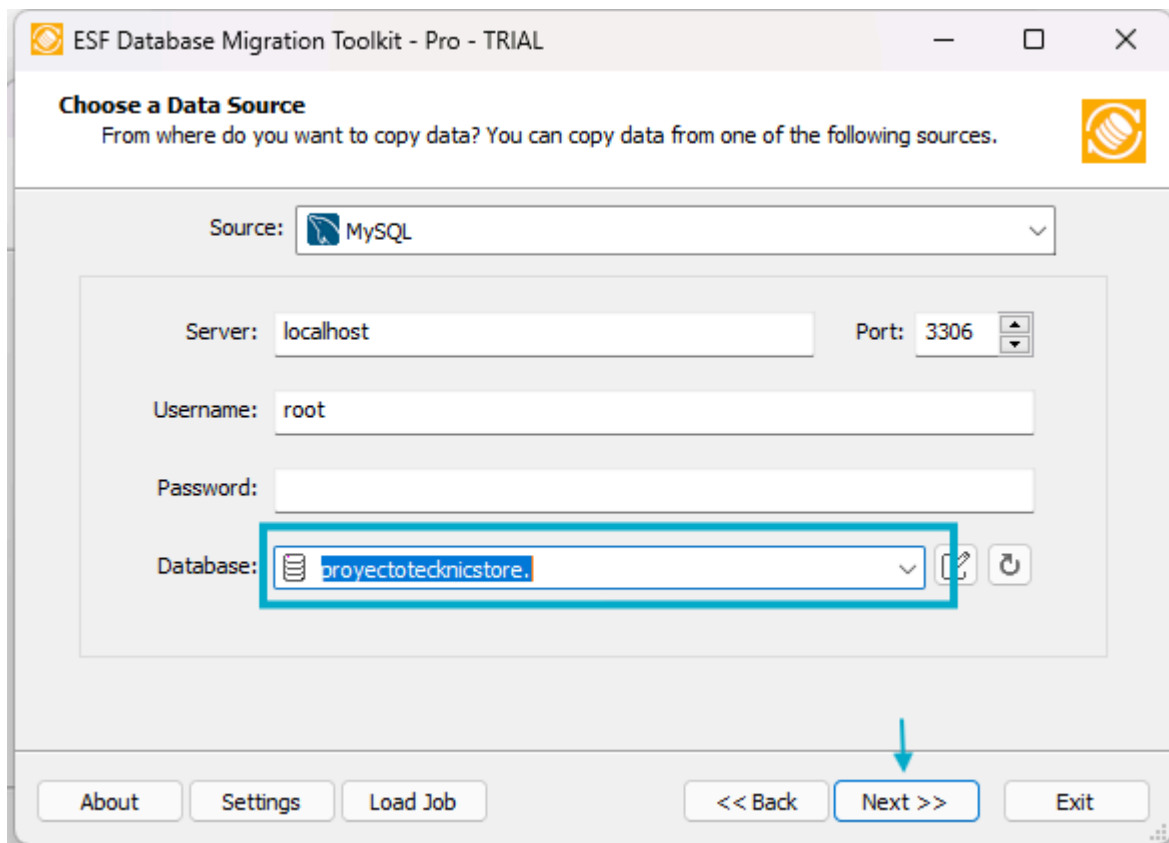 ESF Database Migration Toolkit - Pro - TRIAL
Choose a Data Source
From where do you want to copy data? You can copy data from one of the following sources.
Source: MySQL
Server: localhost Port: 3306
Username: root
Password:
Database: proyectotecknicstore.
About Settings Load Job << Back Next >> Exit